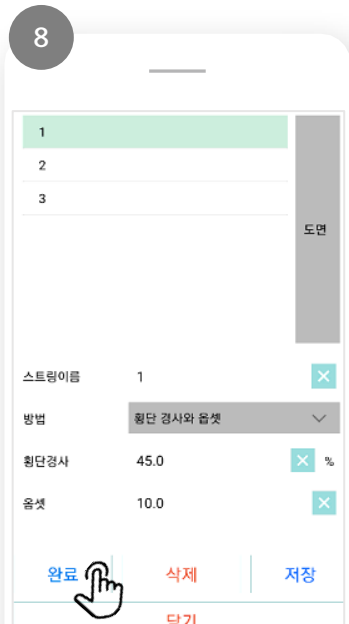 8
1
2
3
도면
스트링이름 1
방법 횡단 경사와 옵셋
횡단경사 45.0 %
옵셋 10.0
완료 삭제 저장
닫기